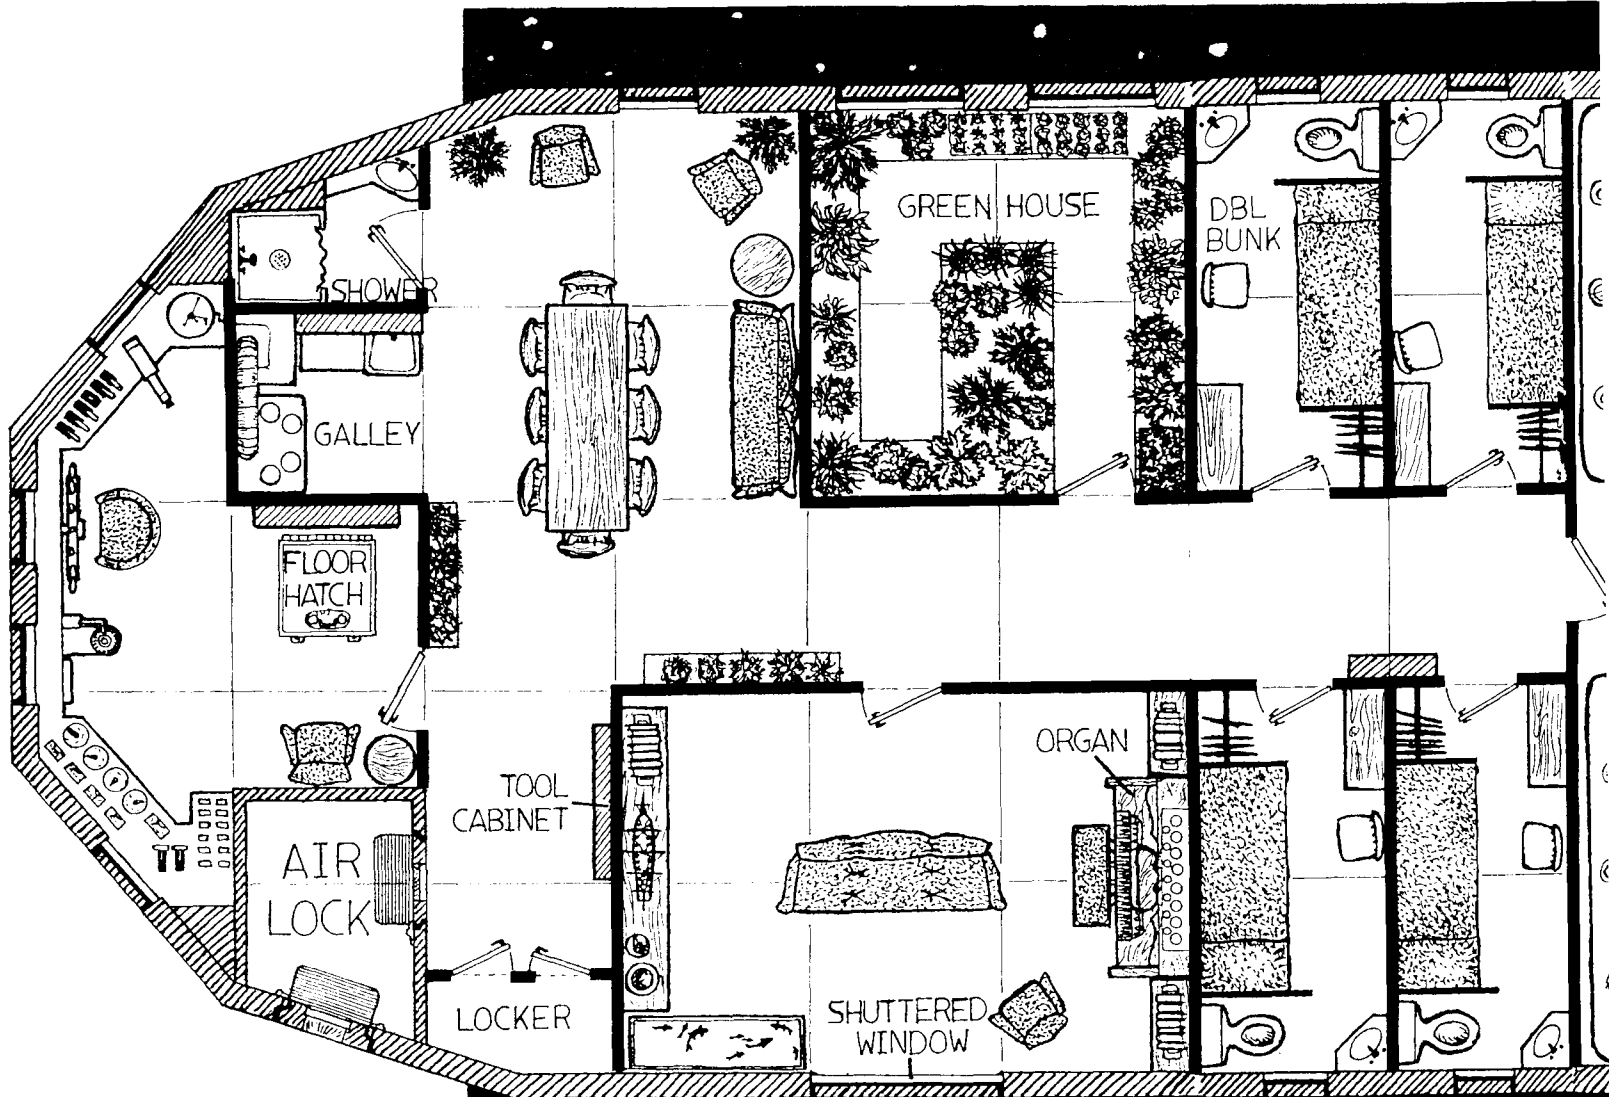 GREEN HOUSE
DBL
BUNK
SHOWER
GALLEY
FLOOR
HATCH
ORGAN
TOOL
CABINET
AIR
LOCK
LOCKER
SHUTTERED
WINDOW